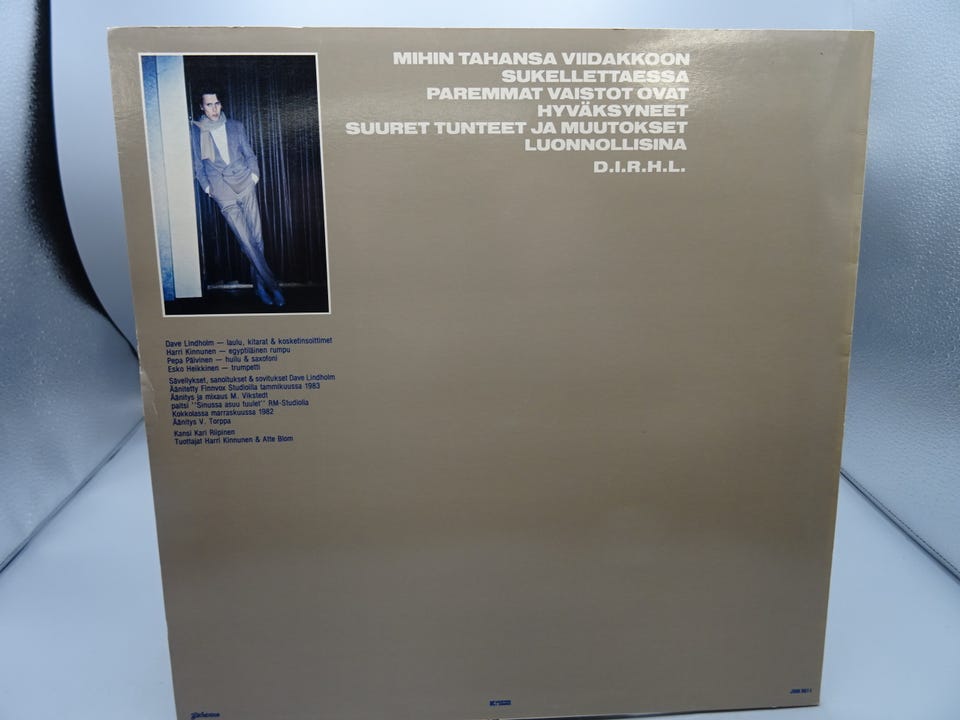 MIHIN TAHANSA VIIDAKKOON
SUKELLETTAESSA
PAREMMAT VAISTOT OVAT
HYVÄKSYNEET
SUURET TUNTEET JA MUUTOKSET
LUONNOLLISINA
D.I.R.H.L.
Dave Lindholm — laulu, kitarat & kosketinsoittimet
Harri Kinnunen — egyptiläinen rumpu
Pepa Päivinen — huilu & saxofoni
Esko Heikkinen — trumpetti
Sävellykset, sanoitukset & sovitukset Dave Lindholm
Äänitetty Finnvox Studioilla tammikuussa 1983
Äänitys ja mixaus M. Vikstedt
paitsi "Sinussa asuu tuulet" RM-Studiolla
Kokkolassa marraskuussa 1982
Äänitys V. Torppa
Kansi Kari Riipinen
Tuottajat Harri Kinnunen & Atte Blom